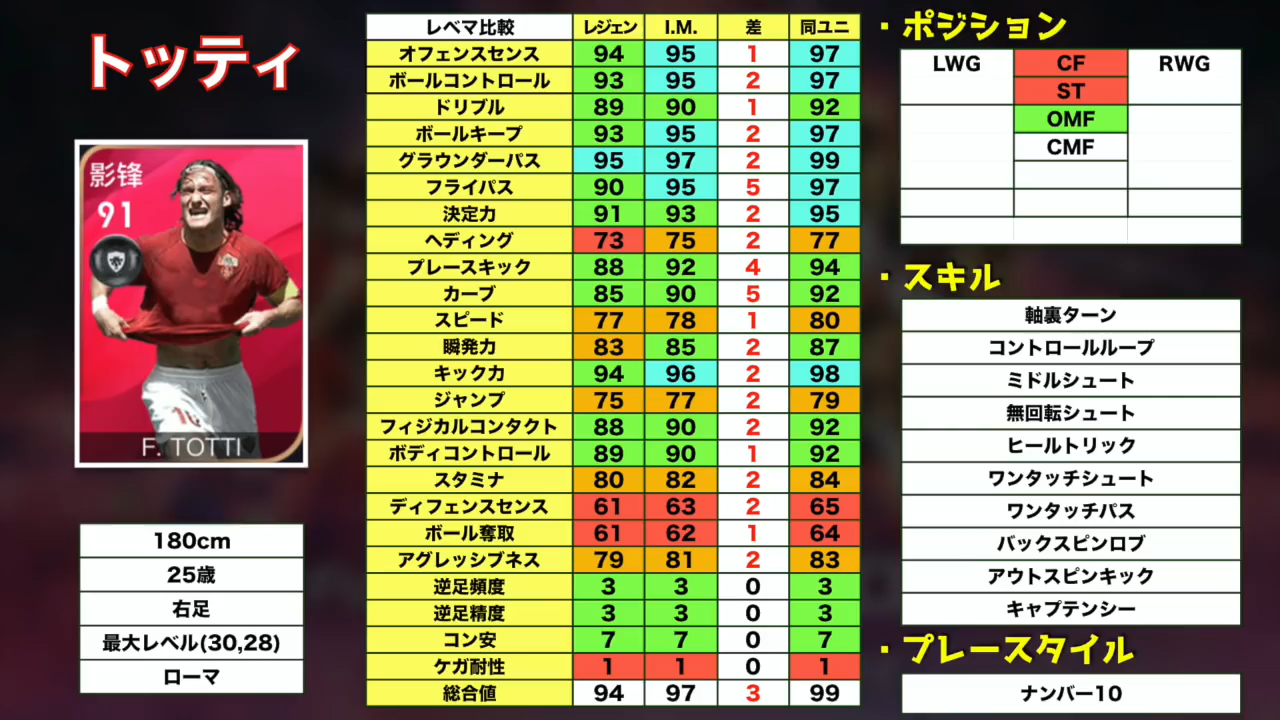 トッティ
影锋
91
F. TOTTI
180cm
25歳
右足
最大レベル(30,28)
ローマ
レベマ比較 レジェン I.M. 差 同ユニ
オフェンスセンス 94 95 1 97
ボールコントロール 93 95 2 97
ドリブル 89 90 1 92
ボールキープ 93 95 2 97
グラウンダーパス 95 97 2 99
フライパス 90 95 5 97
決定力 91 93 2 95
ヘディング 73 75 2 77
プレースキック 88 92 4 94
カーブ 85 90 5 92
スピード 77 78 1 80
瞬発力 83 85 2 87
キック力 94 96 2 98
ジャンプ 75 77 2 79
フィジカルコンタクト 88 90 2 92
ボディコントロール 89 90 1 92
スタミナ 80 82 2 84
ディフェンスセンス 61 63 2 65
ボール奪取 61 62 1 64
アグレッシブネス 79 81 2 83
逆足頻度 3 3 0 3
逆足精度 3 3 0 3
コン安 7 7 0 7
ケガ耐性 1 1 0 1
総合値 94 97 3 99
・ポジション
LWG CF RWG
ST
OMF
CMF
・スキル
軸裏ターン
コントロールループ
ミドルシュート
無回転シュート
ヒールトリック
ワンタッチシュート
ワンタッチパス
バックスピンロブ
アウトスピンキック
キャプテンシー
・プレースタイル
ナンバー10